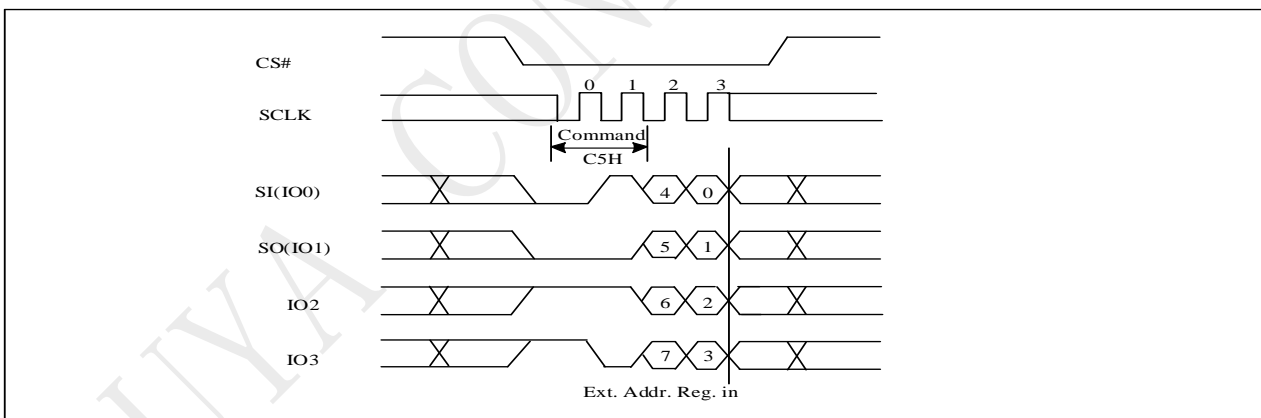 CS#
0 1 2 3
SCLK
Command
C5H
SI(IO0) 4 0
SO(IO1) 5 1
IO2 6 2
IO3 7 3
Ext. Addr. Reg. in